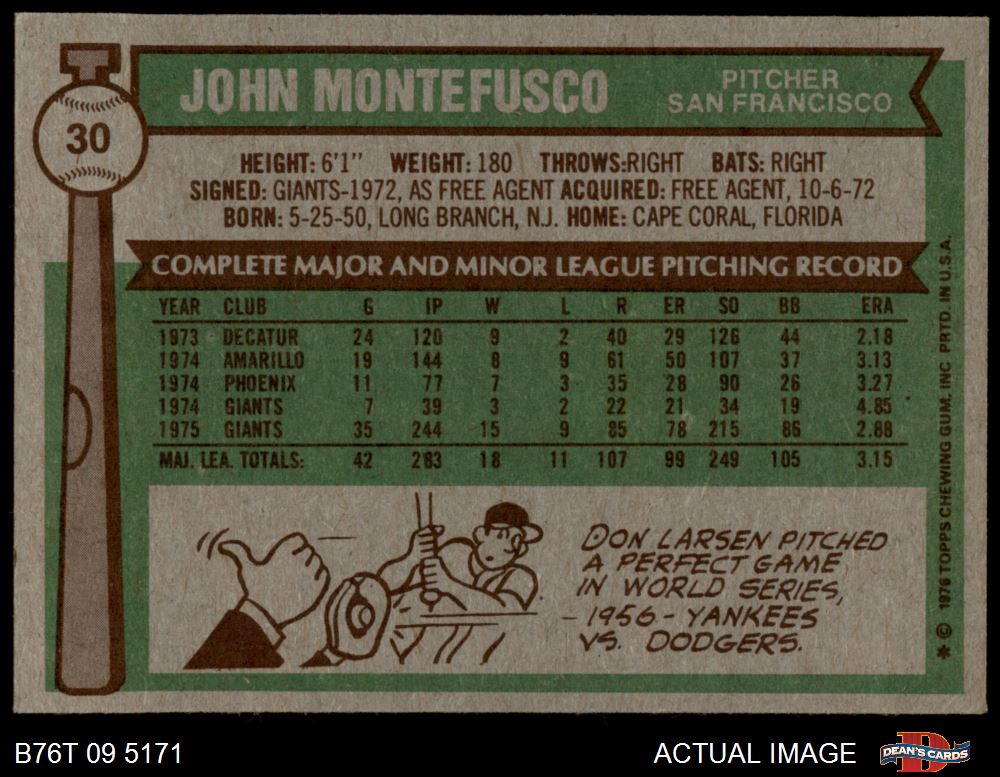 30
JOHN MONTEFUSCO
PITCHER
SAN FRANCISCO
HEIGHT: 6'1" WEIGHT: 180 THROWS:RIGHT BATS: RIGHT
SIGNED: GIANTS-1972, AS FREE AGENT ACQUIRED: FREE AGENT, 10-6-72
BORN: 5-25-50, LONG BRANCH, N.J. HOME: CAPE CORAL, FLORIDA
COMPLETE MAJOR AND MINOR LEAGUE PITCHING RECORD
YEAR CLUB G IP W L R ER SO BB ERA
1973 DECATUR 24 120 9 2 40 29 126 44 2.18
1974 AMARILLO 19 144 8 9 61 50 107 37 3.13
1974 PHOENIX 11 77 7 3 35 28 90 26 3.27
1974 GIANTS 7 39 3 2 22 21 34 19 4.85
1975 GIANTS 35 244 15 9 85 78 215 86 2.88
MAJ. LEA. TOTALS: 42 283 18 11 107 99 249 105 3.15
DON LARSEN PITCHED
A PERFECT GAME
IN WORLD SERIES,
-1956- YANKEES
VS. DODGERS.
* © 1976 TOPPS CHEWING GUM, INC PRTD. IN U.S.A.
B76T 09 5171
ACTUAL IMAGE
D
DEAN'S CARDS